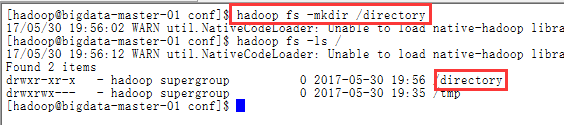 [hadoop@bigdata-master-01 conf]$ hadoop fs -mkdir /directory
17/05/30 19:56:02 WARN util.NativeCodeLoader: Unable to load native-hadoop libra
[hadoop@bigdata-master-01 conf]$ hadoop fs -ls /
17/05/30 19:56:12 WARN util.NativeCodeLoader: Unable to load native-hadoop libra
Found 2 items
drwxr-xr-x - hadoop supergroup 0 2017-05-30 19:56 /directory
drwxrwx--- - hadoop supergroup 0 2017-05-30 19:35 /tmp
[hadoop@bigdata-master-01 conf]$